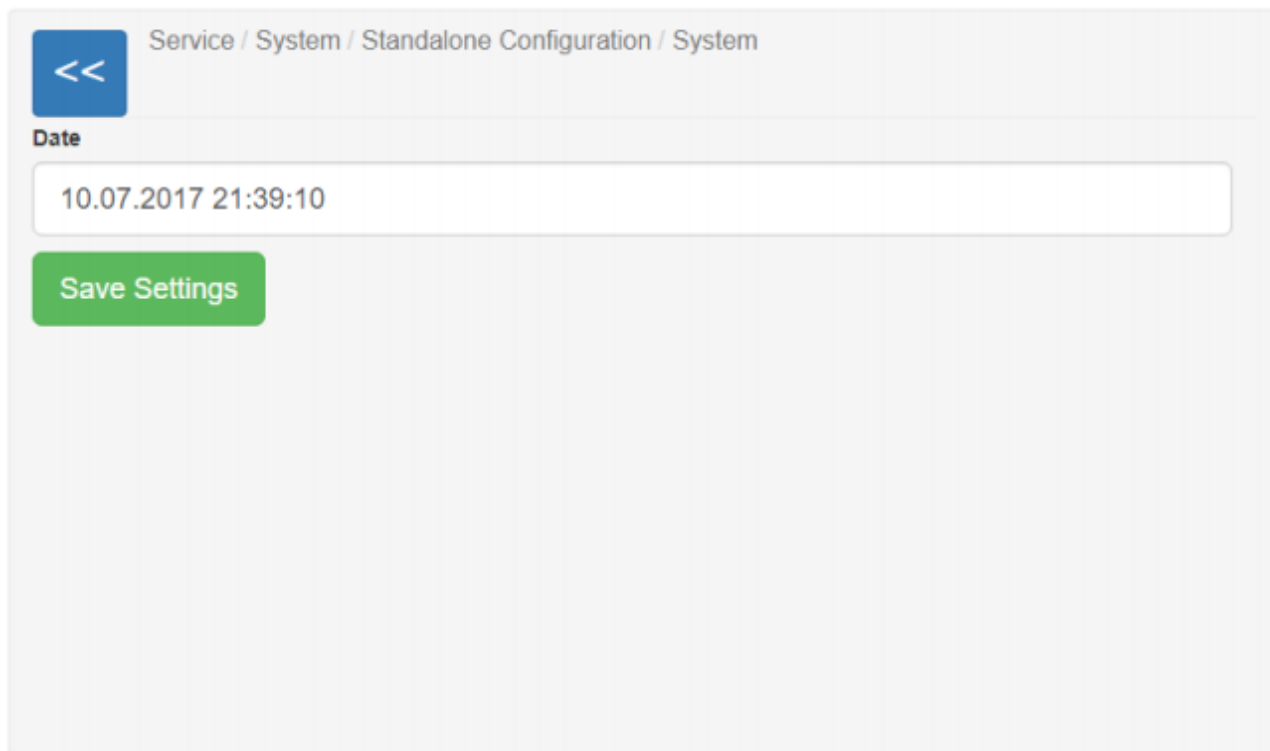 <<
Service / System / Standalone Configuration / System
Date
10.07.2017 21:39:10
Save Settings